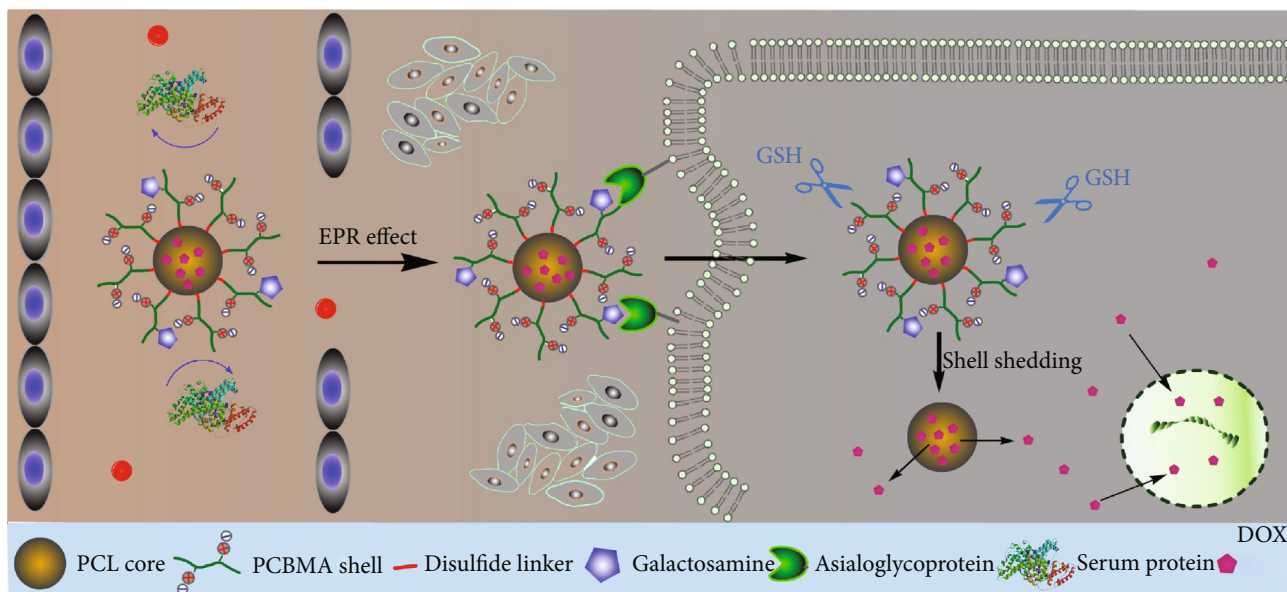 EPR effect
GSH
GSH
Shell shedding
DOX
PCL core
PCBMA shell
Disulfide linker
Galactosamine
Asialoglycoprotein
Serum protein